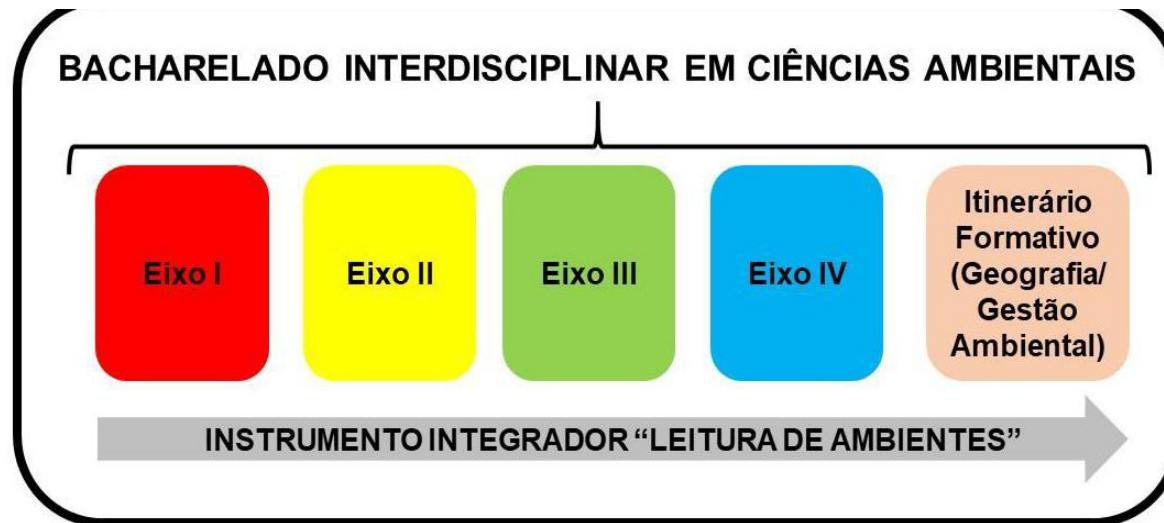 BACHARELADO INTERDISCIPLINAR EM CIÊNCIAS AMBIENTAIS
Eixo I
Eixo II
Eixo III
Eixo IV
Itinerário
Formativo
(Geografia/
Gestão
Ambiental)
INSTRUMENTO INTEGRADOR “LEITURA DE AMBIENTES”